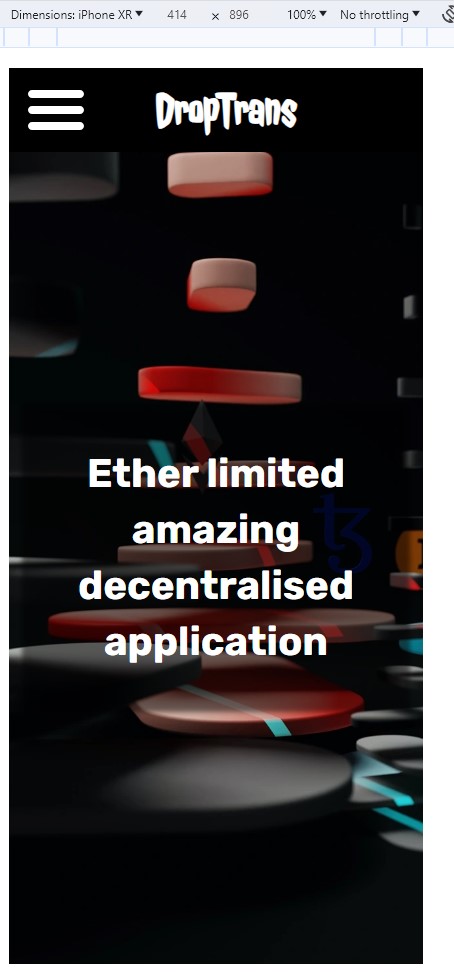 Dimensions: iPhone XR 414 × 896 100% No throttling
DropTrans
Ether limited
amazing
decentralised
application